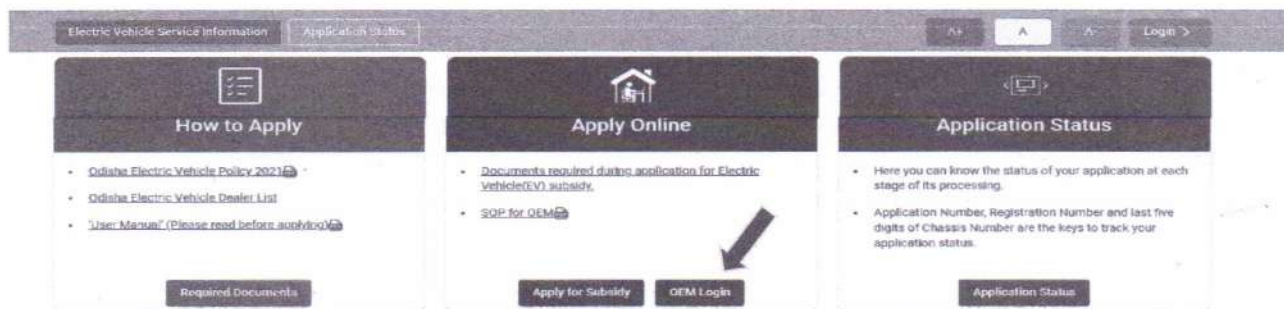 Electric Vehicle Service Information
Application Status
A+
A
A-
Login >
How to Apply
Odisha Electric Vehicle Policy 2021
Odisha Electric Vehicle Dealer List
'User Manual" (Please read before applying)
Required Documents
Apply Online
Documents required during application for Electric
Vehicle(EV) subsidy.
SOP for OEM
Apply for Subsidy
OEM Login
Application Status
Here you can know the status of your application at each
stage of its processing.
Application Number, Registration Number and last five
digits of Chassis Number are the keys to track your
application status.
Application Status